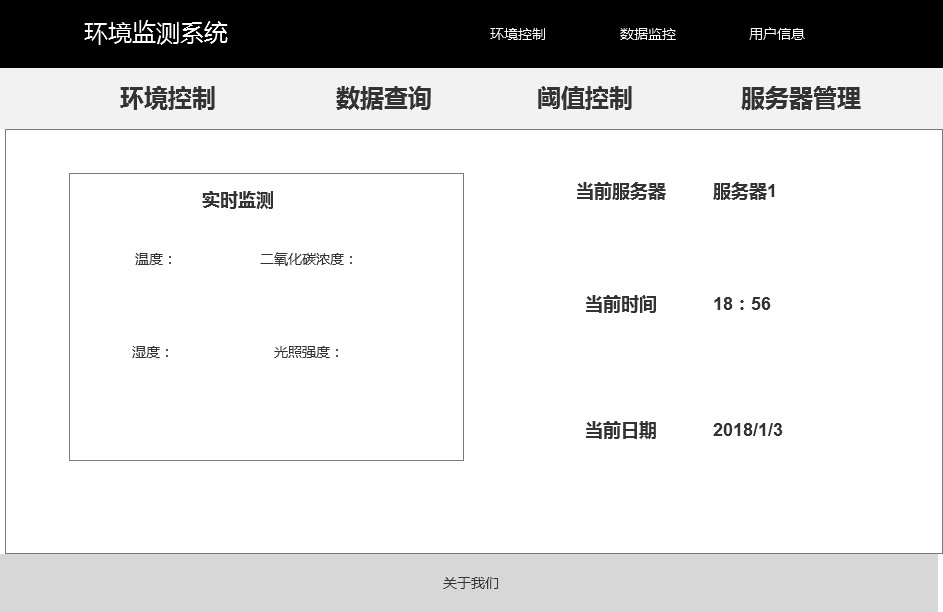 环境监测系统 环境控制 数据监控 用户信息
环境控制 数据查询 阈值控制 服务器管理
实时监测
温度： 二氧化碳浓度：
湿度： 光照强度：
当前服务器 服务器1
当前时间 18：56
当前日期 2018/1/3
关于我们